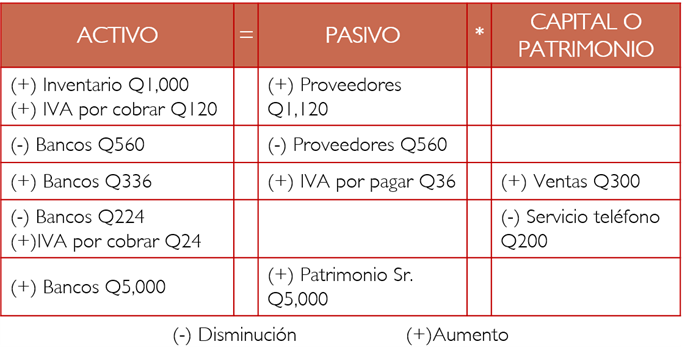 ACTIVO = PASIVO * CAPITAL O
PATRIMONIO
(+) Inventario Q1,000
(+) IVA por cobrar Q120
(+) Proveedores
Q1,120
(-) Bancos Q560
(-) Proveedores Q560
(+) Bancos Q336
(+) IVA por pagar Q36
(+) Ventas Q300
(-) Bancos Q224
(+)IVA por cobrar Q24
(-) Servicio teléfono
Q200
(+) Bancos Q5,000
(+) Patrimonio Sr.
Q5,000
(-) Disminución (+)Aumento